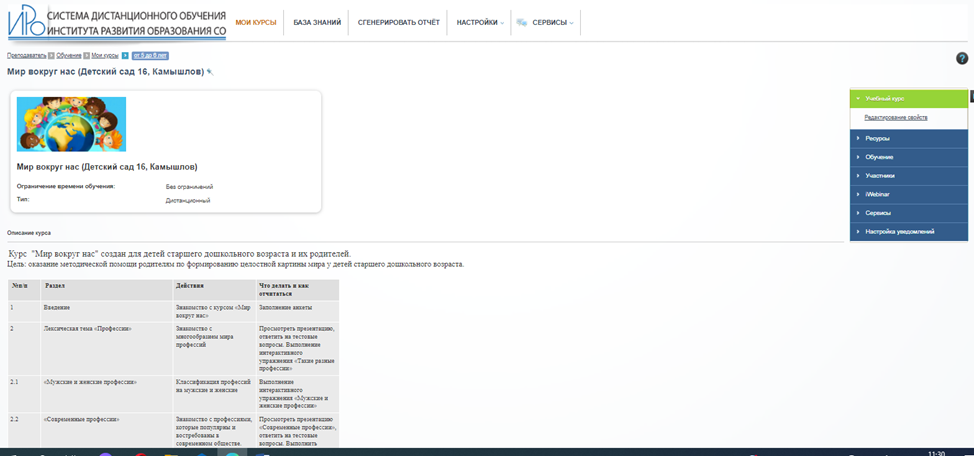 ИРО СИСТЕМА ДИСТАНЦИОННОГО ОБУЧЕНИЯ
ИНСТИТУТА РАЗВИТИЯ ОБРАЗОВАНИЯ СО
МОИ КУРСЫ
БАЗА ЗНАНИЙ
СГЕНЕРИРОВАТЬ ОТЧЁТ
НАСТРОЙКИ
СЕРВИСЫ
Преподаватель Обучение Мои курсы от 5 до 6 лет
?
Мир вокруг нас (Детский сад 16, Камышлов)
Мир вокруг нас (Детский сад 16, Камышлов)
Ограничение времени обучения: Без ограничений
Тип: Дистанционный
Учебный курс
Редактирование свойств
Ресурсы
Обучение
Участники
iWebinar
Сервисы
Настройка уведомлений
Описание курса
Курс "Мир вокруг нас" создан для детей старшего дошкольного возраста и их родителей.
Цель: оказание методической помощи родителям по формированию целостной картины мира у детей старшего дошкольного возраста.
№п/п Раздел Действия Что делать и как
отчитаться
1 Введение Знакомство с курсом «Мир Заполнение анкеты
вокруг нас»
2 Лексическая тема «Профессии» Знакомство с Просмотреть презентацию,
многообразием мира ответить на тестовые
профессий вопросы. Выполнение
интерактивного
упражнения «Такие разные
профессии»
2.1 «Мужские и женские профессии» Классификация профессий Выполнение
на мужские и женские интерактивного
упражнения «Мужские и
женские профессии»
2.2 «Современные профессии» Знакомство с профессиями, Просмотреть презентацию
которые популярны и «Современные профессии»,
востребованы в ответить на тестовые
современном обществе. вопросы. Выполнить
11:30